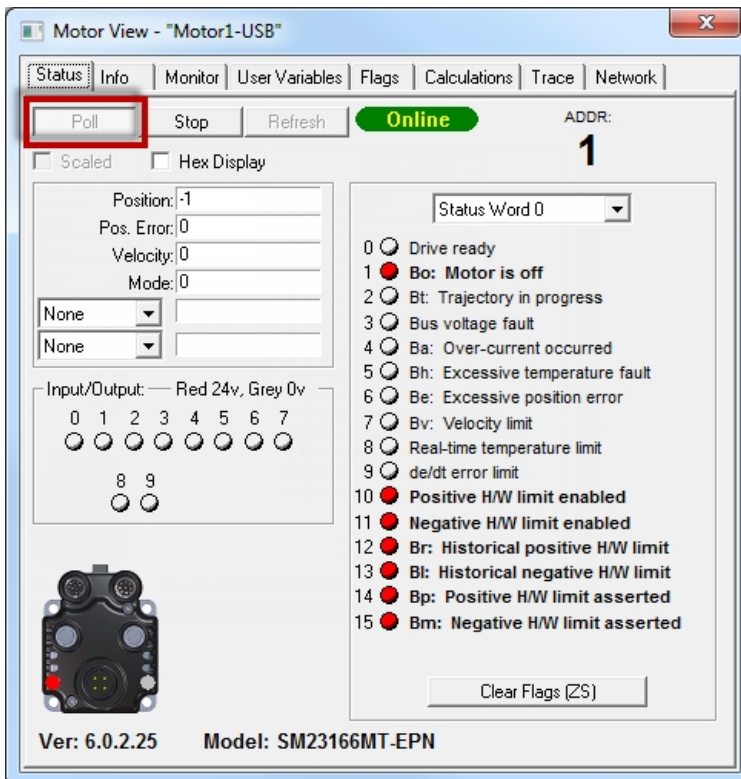 Motor View - "Motor1-USB"
Status Info Monitor User Variables Flags Calculations Trace Network
Poll Stop Refresh Online ADDR:
1
Scaled Hex Display
Position: -1
Pos. Error: 0
Velocity: 0
Mode: 0
None
None
Input/Output: Red 24v, Grey 0v
0 1 2 3 4 5 6 7
8 9
Status Word 0
0 Drive ready
1 Bo: Motor is off
2 Bt: Trajectory in progress
3 Bus voltage fault
4 Ba: Over-current occurred
5 Bh: Excessive temperature fault
6 Be: Excessive position error
7 Bv: Velocity limit
8 Real-time temperature limit
9 de/dt error limit
10 Positive H/W limit enabled
11 Negative H/W limit enabled
12 Br: Historical positive H/W limit
13 Bl: Historical negative H/W limit
14 Bp: Positive H/W limit asserted
15 Bm: Negative H/W limit asserted
Clear Flags (ZS)
Ver: 6.0.2.25 Model: SM23166MT-EPN